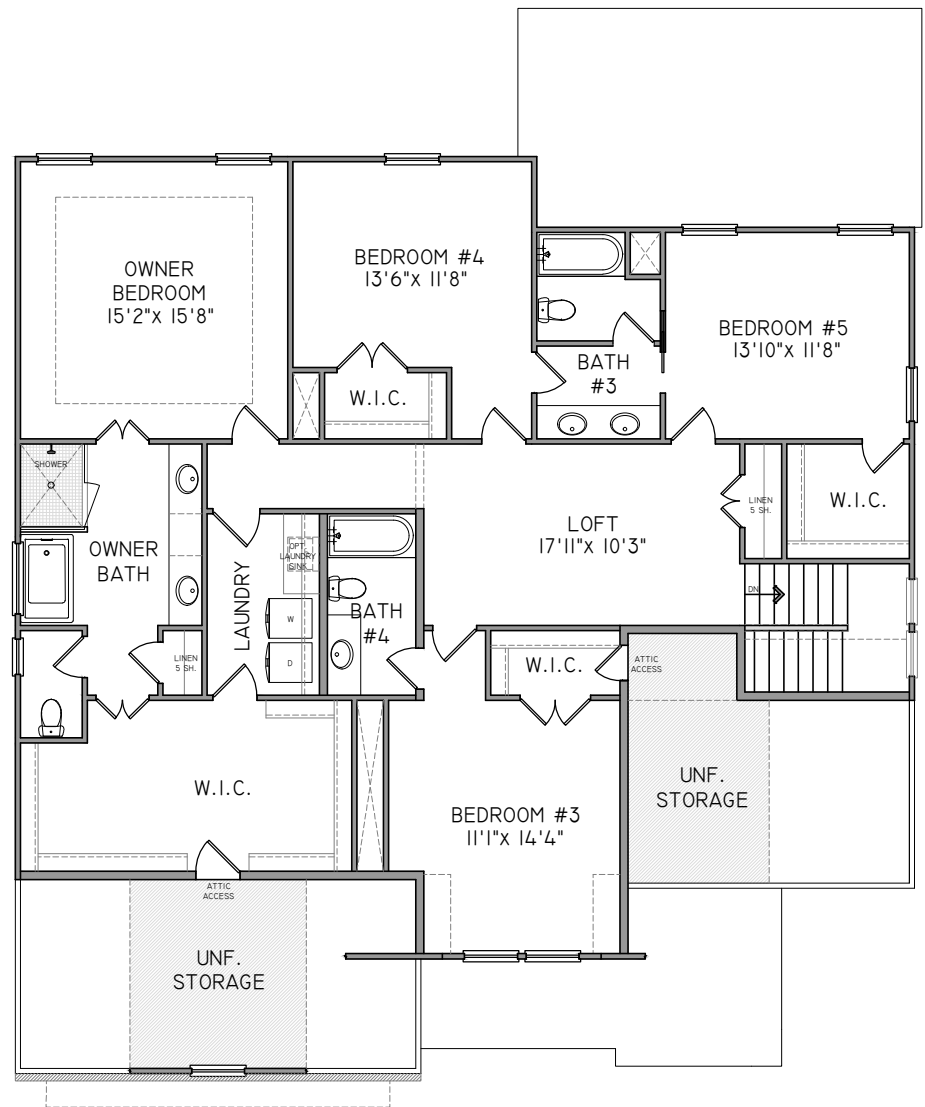 OWNER
BEDROOM
15'2"x 15'8"
BEDROOM #4
13'6"x 11'8"
BEDROOM #5
13'10"x 11'8"
BATH
#3
W.I.C.
SHOWER
OWNER
BATH
LOFT
17'11"x 10'3"
LINEN
5 SH.
W.I.C.
OPT.
LAUNDRY
SINK
LAUNDRY
W
D
BATH
#4
DN
LINEN
5 SH.
W.I.C.
ATTIC
ACCESS
W.I.C.
BEDROOM #3
11'1"x 14'4"
UNF.
STORAGE
ATTIC
ACCESS
UNF.
STORAGE